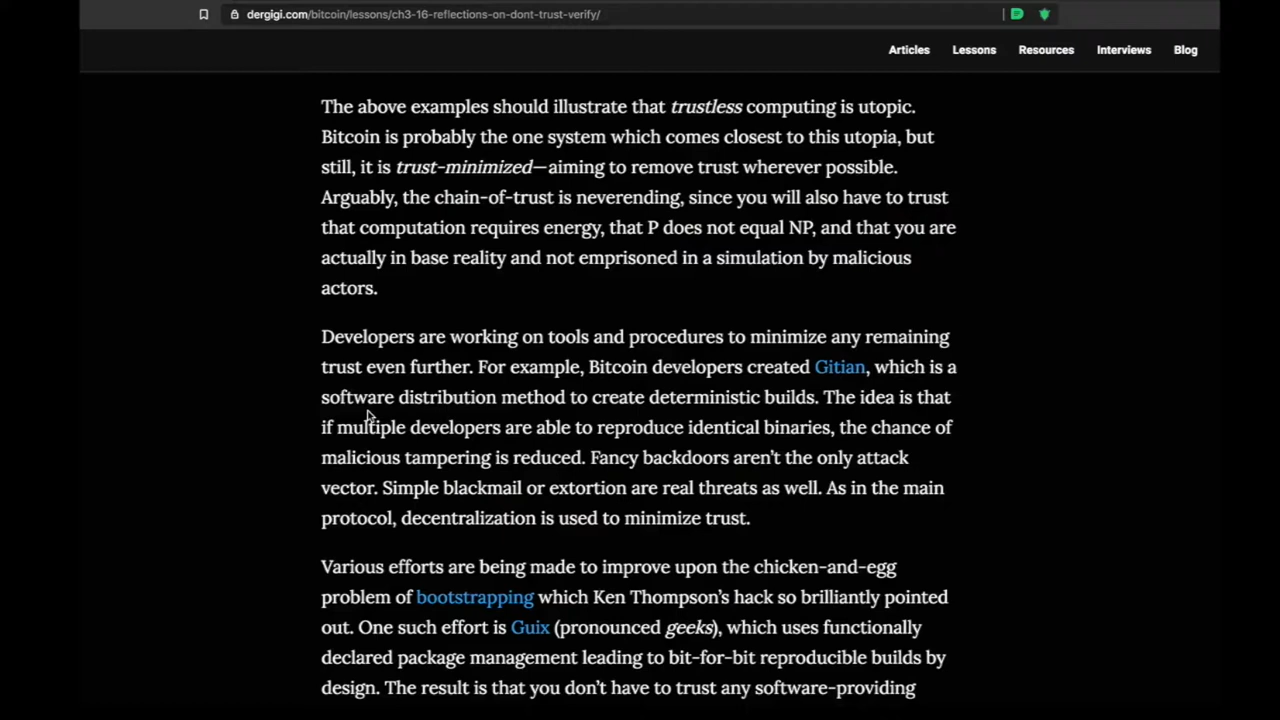 dergigi.com/bitcoin/lessons/ch3-16-reflections-on-dont-trust-verify/
Articles Lessons Resources Interviews Blog
The above examples should illustrate that trustless computing is utopic.
Bitcoin is probably the one system which comes closest to this utopia, but
still, it is trust-minimized—aiming to remove trust wherever possible.
Arguably, the chain-of-trust is neverending, since you will also have to trust
that computation requires energy, that P does not equal NP, and that you are
actually in base reality and not emprisoned in a simulation by malicious
actors.
Developers are working on tools and procedures to minimize any remaining
trust even further. For example, Bitcoin developers created Gitian, which is a
software distribution method to create deterministic builds. The idea is that
if multiple developers are able to reproduce identical binaries, the chance of
malicious tampering is reduced. Fancy backdoors aren't the only attack
vector. Simple blackmail or extortion are real threats as well. As in the main
protocol, decentralization is used to minimize trust.
Various efforts are being made to improve upon the chicken-and-egg
problem of bootstrapping which Ken Thompson's hack so brilliantly pointed
out. One such effort is Guix (pronounced geeks), which uses functionally
declared package management leading to bit-for-bit reproducible builds by
design. The result is that you don't have to trust any software-providing